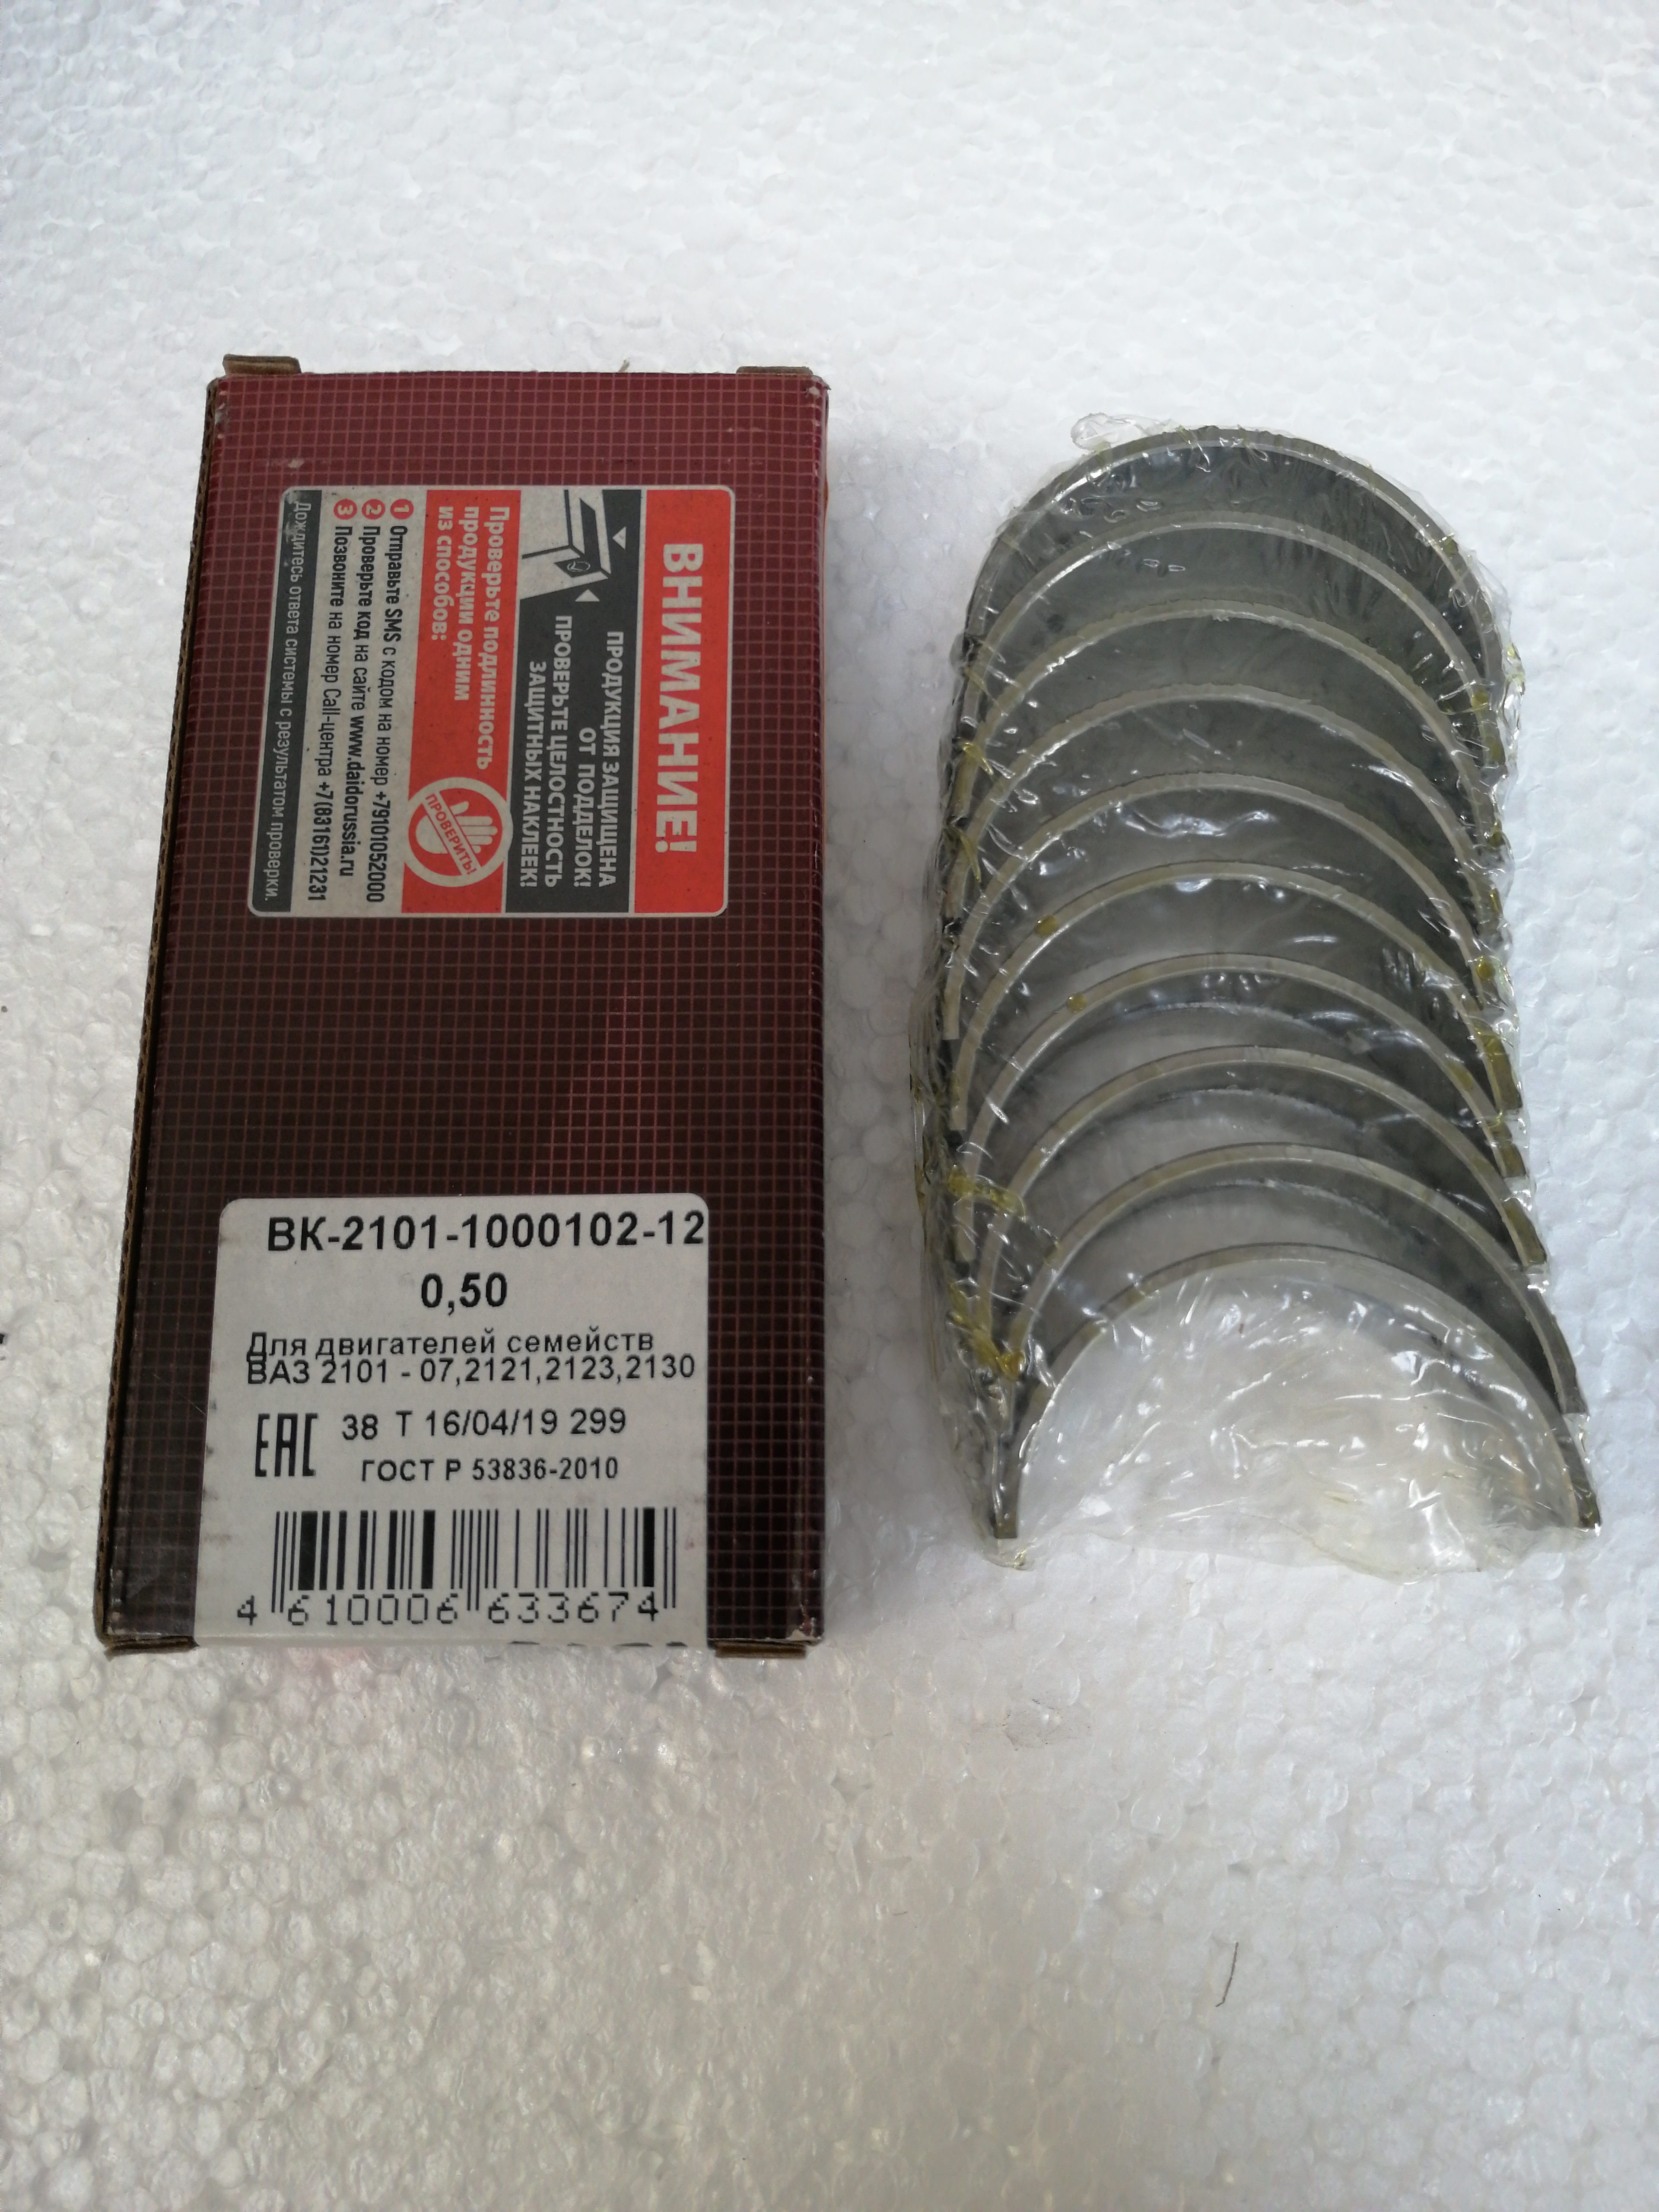 ВНИМАНИЕ!
ПРОДУКЦИЯ ЗАЩИЩЕНА
ОТ ПОДДЕЛОК!
ПРОВЕРЬТЕ ЦЕЛОСТНОСТЬ
ЗАЩИТНЫХ НАКЛЕЕК!
Проверьте подлинность
продукции одним
из способов:
ПРОВЕРИТЬ!
1 Отправьте SMS с кодом на номер +79101052000
2 Проверьте код на сайте www.daidorussia.ru
3 Позвоните на номер Call-центра +7(83161)21231
Дождитесь ответа системы с результатом проверки.
ВК-2101-1000102-12
0,50
Для двигателей семейств
ВАЗ 2101 - 07,2121,2123,2130
ЕАС 38 Т 16/04/19 299
ГОСТ Р 53836-2010
4 610006 633674